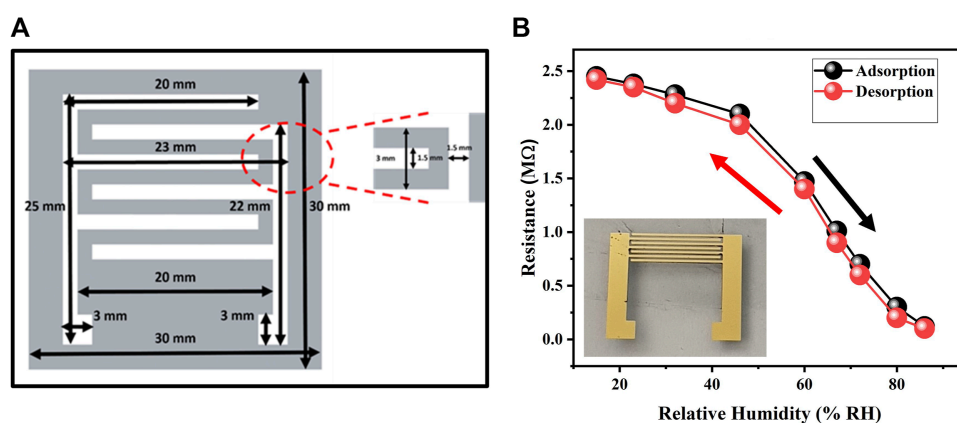 A
20 mm
23 mm
25 mm
22 mm
30 mm
20 mm
3 mm
3 mm
30 mm
3 mm
1.5 mm
1.5 mm
B
Adsorption
Desorption
Resistance (MΩ)
2.5
2.0
1.5
1.0
0.5
0.0
20
40
60
80
Relative Humidity (% RH)